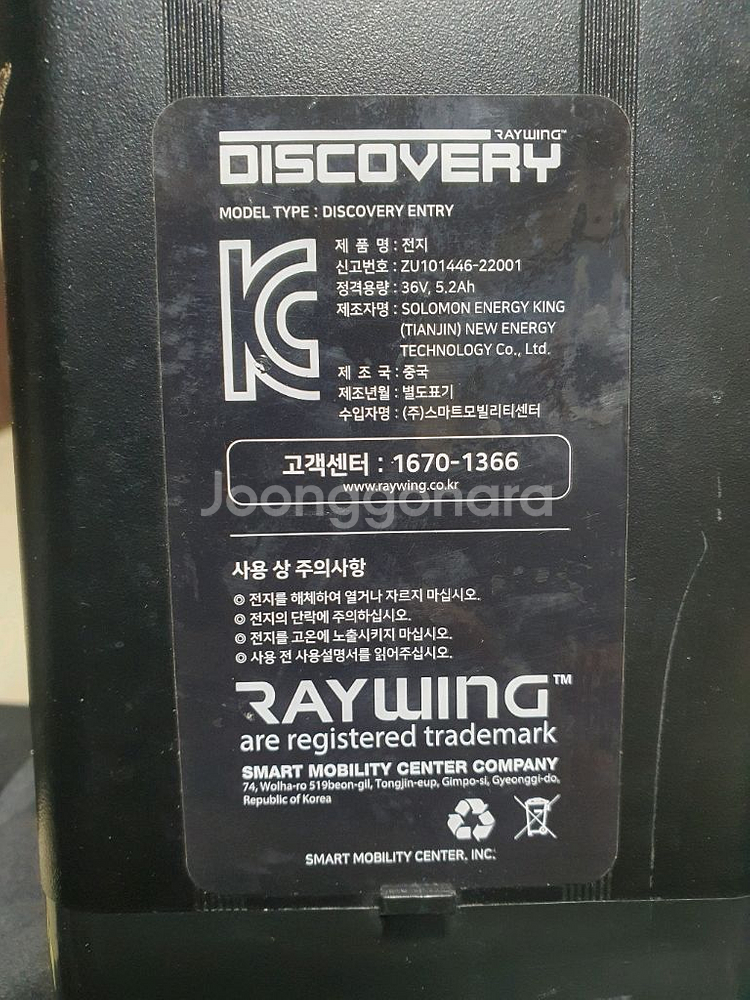 RAYWING™
DISCOVERY
MODEL TYPE : DISCOVERY ENTRY
KC
제 품 명 : 전지
신고번호 : ZU101446-22001
정격용량 : 36V, 5.2Ah
제조자명 : SOLOMON ENERGY KING
(TIANJIN) NEW ENERGY
TECHNOLOGY Co., Ltd.
제 조 국 : 중국
제조년월 : 별도표기
수입자명 : (주)스마트모빌리티센터
고객센터 : 1670-1366
www.raywing.co.kr
Joonggonara
사용 상 주의사항
◎ 전지를 해체하여 열거나 자르지 마십시오.
◎ 전지의 단락에 주의하십시오.
◎ 전지를 고온에 노출시키지 마십시오.
◎ 사용 전 사용설명서를 읽어주십시오.
RAYWING™
are registered trademark
SMART MOBILITY CENTER COMPANY
74, Wolha-ro 519beon-gil, Tongjin-eup, Gimpo-si, Gyeonggi-do,
Republic of Korea
SMART MOBILITY CENTER, INC.